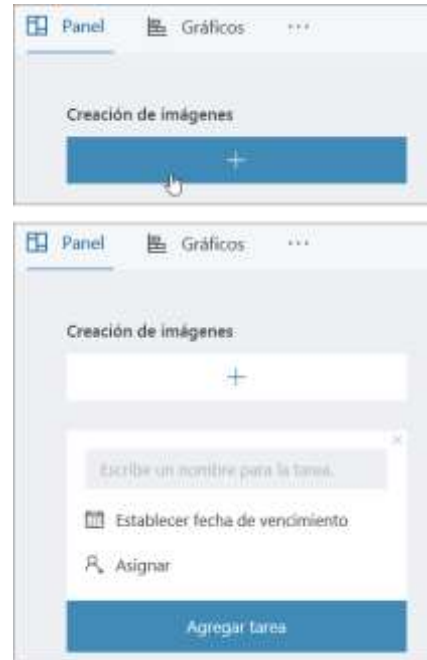 Panel Gráficos ...
Creación de imágenes
+
Panel Gráficos ...
Creación de imágenes
+
Escribe un nombre para la tarea.
Establecer fecha de vencimiento
Asignar
Agregar tarea